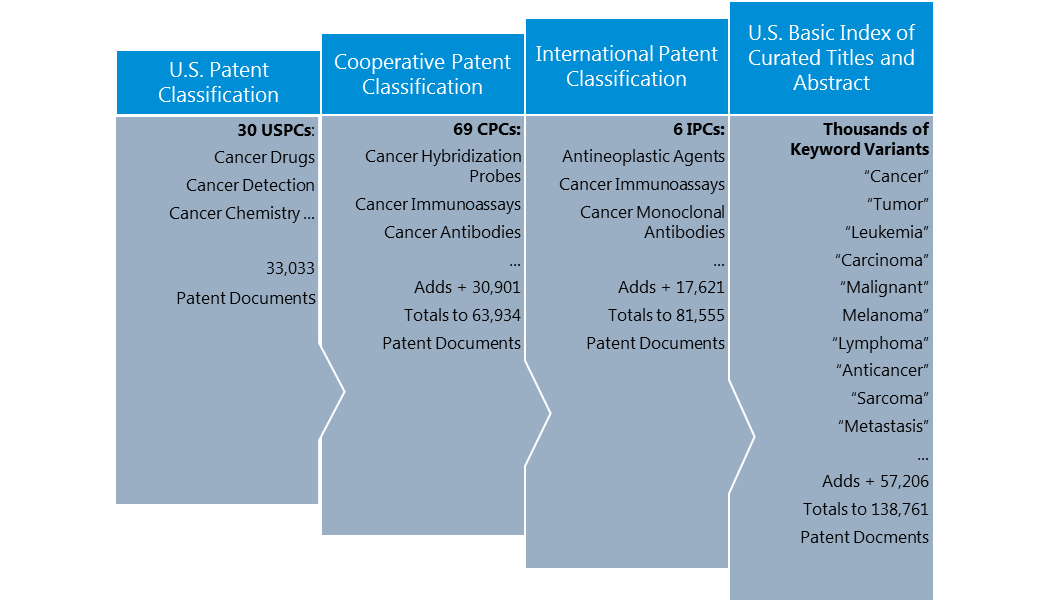 U.S. Patent
Classification
30 USPCs:
Cancer Drugs
Cancer Detection
Cancer Chemistry ...
33,033
Patent Documents
Cooperative Patent
Classification
69 CPCs:
Cancer Hybridization
Probes
Cancer Immunoassays
Cancer Antibodies
...
Adds + 30,901
Totals to 63,934
Patent Documents
International Patent
Classification
6 IPCs:
Antineoplastic Agents
Cancer Immunoassays
Cancer Monoclonal
Antibodies
...
Adds + 17,621
Totals to 81,555
Patent Documents
U.S. Basic Index of
Curated Titles and
Abstract
Thousands of
Keyword Variants
“Cancer”
“Tumor”
“Leukemia”
“Carcinoma”
“Malignant”
Melanoma”
“Lymphoma”
“Anticancer”
“Sarcoma”
“Metastasis”
...
Adds + 57,206
Totals to 138,761
Patent Docments